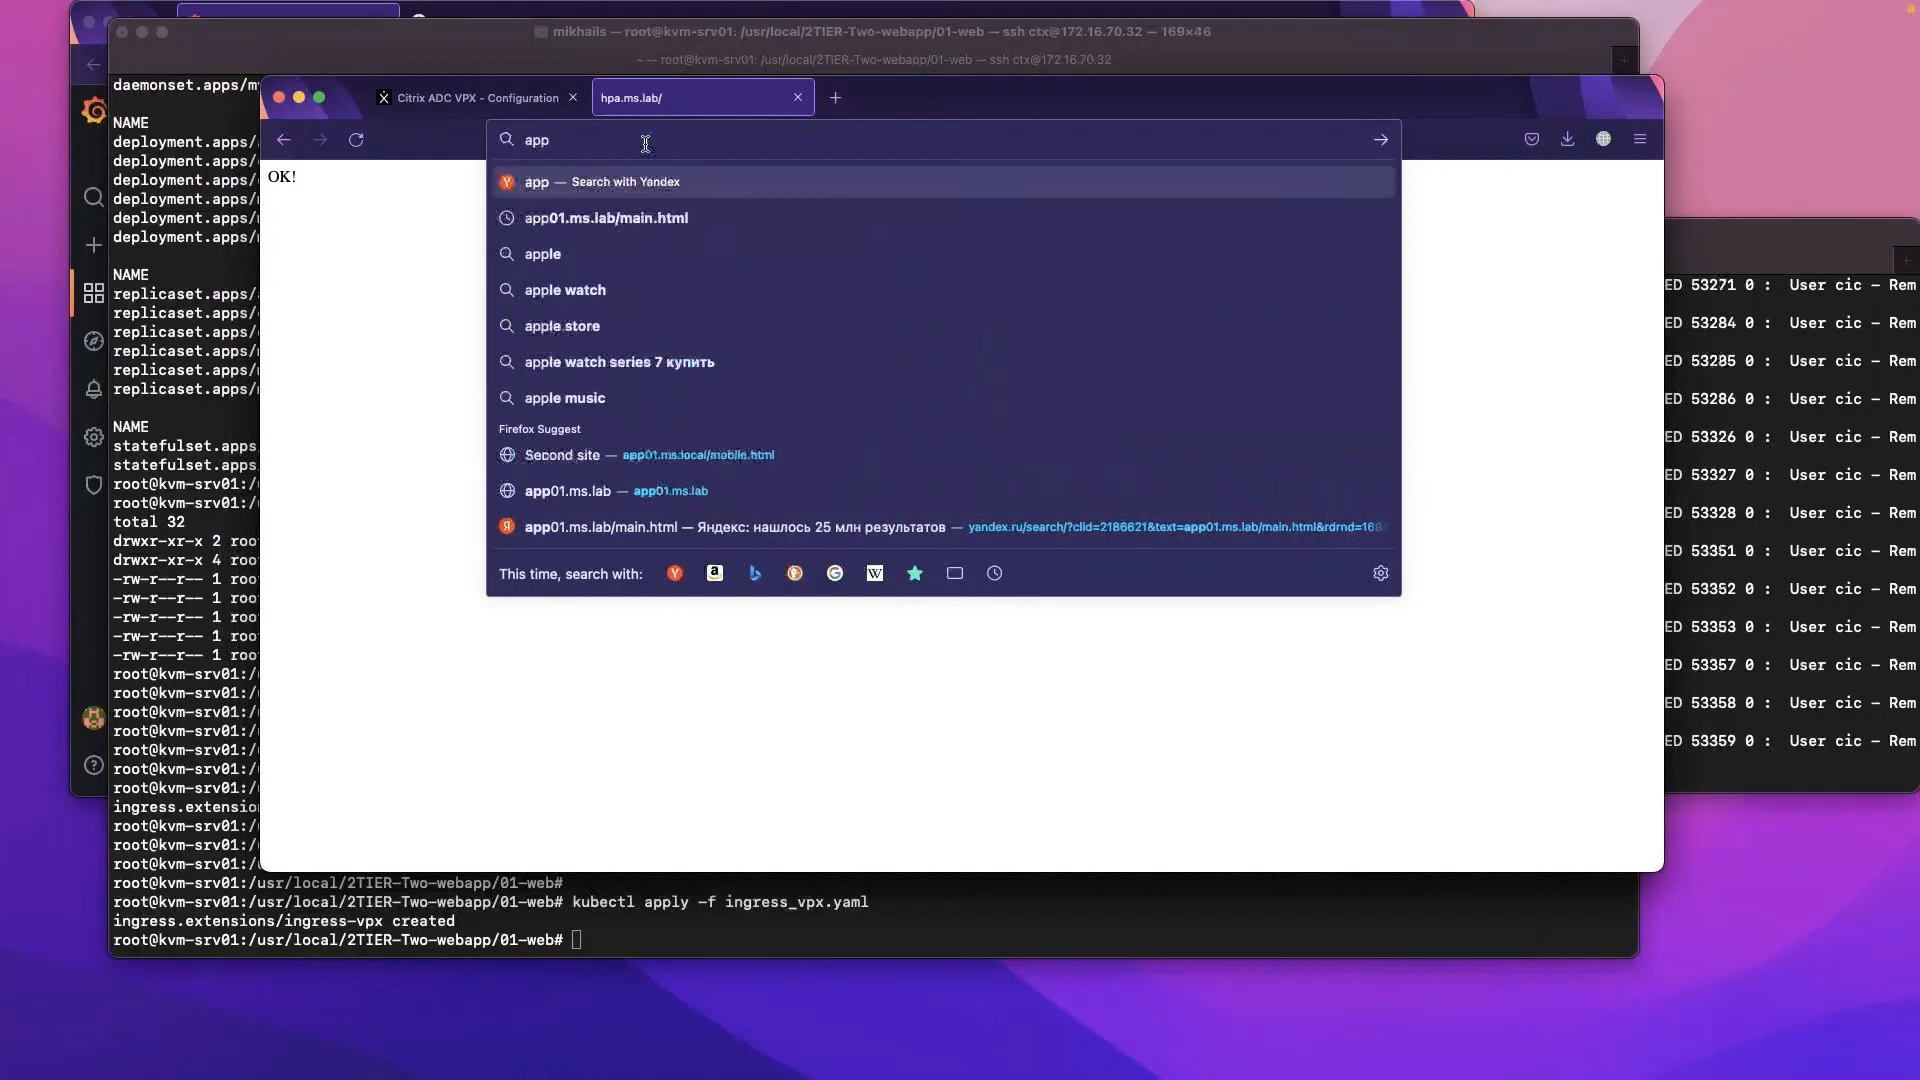 mikhails — root@kvm-srv01: /usr/local/2TIER-Two-webapp/01-web — ssh ctx@172.16.70.32 — 169×46
~ — root@kvm-srv01: /usr/local/2TIER-Two-webapp/01-web — ssh ctx@172.16.70.32
daemonset.apps/m
Citrix ADC VPX - Configuration
hpa.ms.lab/
app
OK!
app — Search with Yandex
app01.ms.lab/main.html
apple
apple watch
apple store
apple watch series 7 купить
apple music
Firefox Suggest
Second site — app01.ms.local/mobile.html
app01.ms.lab — app01.ms.lab
app01.ms.lab/main.html — Яндекс: нашлось 25 млн результатов — yandex.ru/search/?clid=2186621&text=app01.ms.lab/main.html&rdrnd=169
This time, search with:
NAME
deployment.apps/
deployment.apps/
deployment.apps/
deployment.apps/
deployment.apps/
deployment.apps/
NAME
replicaset.apps/
replicaset.apps/
replicaset.apps/
replicaset.apps/
replicaset.apps/
replicaset.apps/
NAME
statefulset.apps
statefulset.apps
root@kvm-srv01:/
root@kvm-srv01:/
total 32
drwxr-xr-x 2 roo
drwxr-xr-x 4 roo
-rw-r--r-- 1 roo
-rw-r--r-- 1 roo
-rw-r--r-- 1 roo
-rw-r--r-- 1 roo
-rw-r--r-- 1 roo
root@kvm-srv01:/
root@kvm-srv01:/
root@kvm-srv01:/
root@kvm-srv01:/
root@kvm-srv01:/
root@kvm-srv01:/
root@kvm-srv01:/
ingress.extensio
root@kvm-srv01:/
root@kvm-srv01:/
root@kvm-srv01:/
root@kvm-srv01:/usr/local/2TIER-Two-webapp/01-web#
root@kvm-srv01:/usr/local/2TIER-Two-webapp/01-web# kubectl apply -f ingress_vpx.yaml
ingress.extensions/ingress-vpx created
root@kvm-srv01:/usr/local/2TIER-Two-webapp/01-web#
ED 53271 0 : User cic - Rem
ED 53284 0 : User cic - Rem
ED 53285 0 : User cic - Rem
ED 53286 0 : User cic - Rem
ED 53326 0 : User cic - Rem
ED 53327 0 : User cic - Rem
ED 53328 0 : User cic - Rem
ED 53351 0 : User cic - Rem
ED 53352 0 : User cic - Rem
ED 53353 0 : User cic - Rem
ED 53357 0 : User cic - Rem
ED 53358 0 : User cic - Rem
ED 53359 0 : User cic - Rem